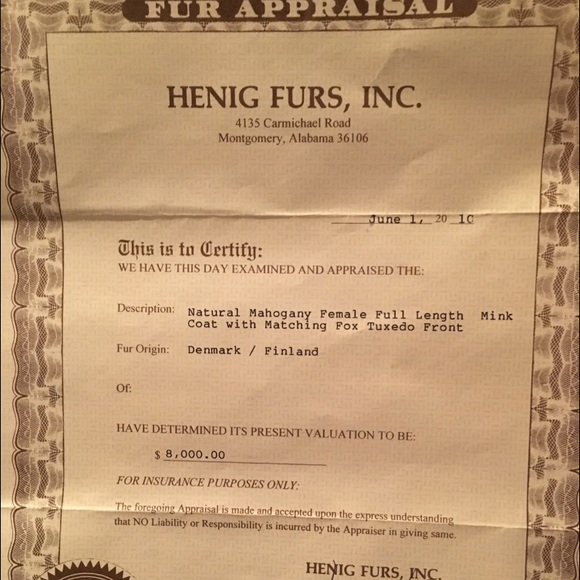 FUR APPRAISAL
HENIG FURS, INC.
4135 Carmichael Road
Montgomery, Alabama 36106
June 1, 20 10
This is to Certify:
WE HAVE THIS DAY EXAMINED AND APPRAISED THE:
Description: Natural Mahogany Female Full Length Mink
Coat with Matching Fox Tuxedo Front
Fur Origin: Denmark / Finland
Of:
HAVE DETERMINED ITS PRESENT VALUATION TO BE:
$ 8,000.00
FOR INSURANCE PURPOSES ONLY:
The foregoing Appraisal is made and accepted upon the express understanding
that NO Liability or Responsibility is incurred by the Appraiser in giving same.
HENIG FURS, INC.